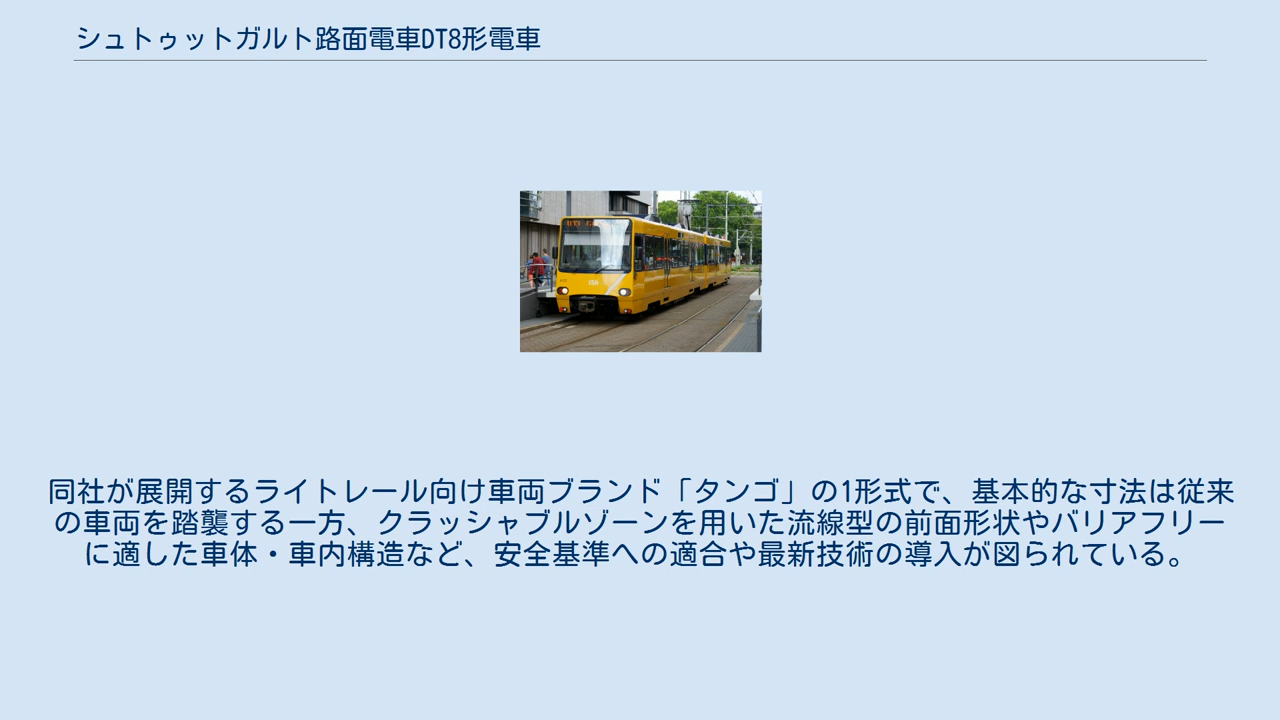 シュトゥットガルト路面電車DT8形電車
同社が展開するライトレール向け車両ブランド「タンゴ」の1形式で、基本的な寸法は従来
の車両を踏襲する一方、クラッシャブルゾーンを用いた流線型の前面形状やバリアフリー
に適した車体・車内構造など、安全基準への適合や最新技術の導入が図られている。